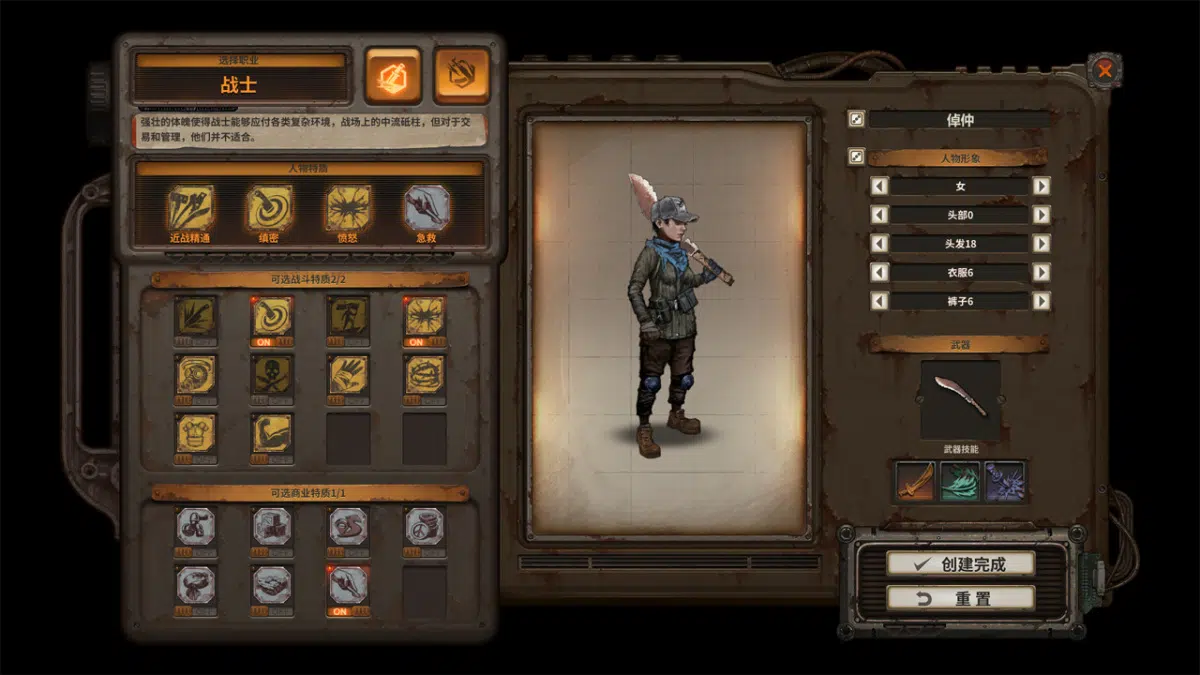 选择职业
战士
强壮的体魄使得战士能够应付各类复杂环境，战场上的中流砥柱，但对于交
易和管理，他们并不适合。
人物特质
近战精通
缜密
愤怒
急救
可选战斗特质2/2
ON
ON
可选商业特质1/1
ON
倬仲
人物形象
女
头部0
头发18
衣服6
裤子6
武器
武器技能
创建完成
重置